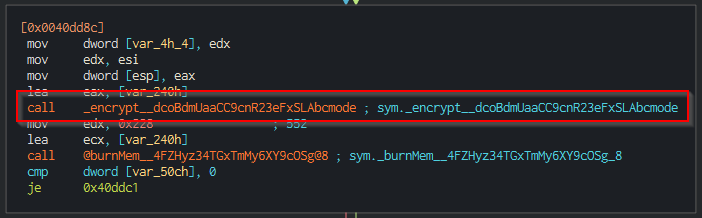 [0x0040dd8c]
mov dword [var_4h_4], edx
mov edx, esi
mov dword [esp], eax
lea eax, [var_240h]
call _encrypt__dcoBdmUaaCC9cnR23eFxSLAbcmode ; sym._encrypt__dcoBdmUaaCC9cnR23eFxSLAbcmode
mov edx, 0x228 ; 552
lea ecx, [var_240h]
call @burnMem__4FZHyz34TGxTmMy6XY9cOSg@8 ; sym._burnMem__4FZHyz34TGxTmMy6XY9cOSg_8
cmp dword [var_50ch], 0
je 0x40ddc1